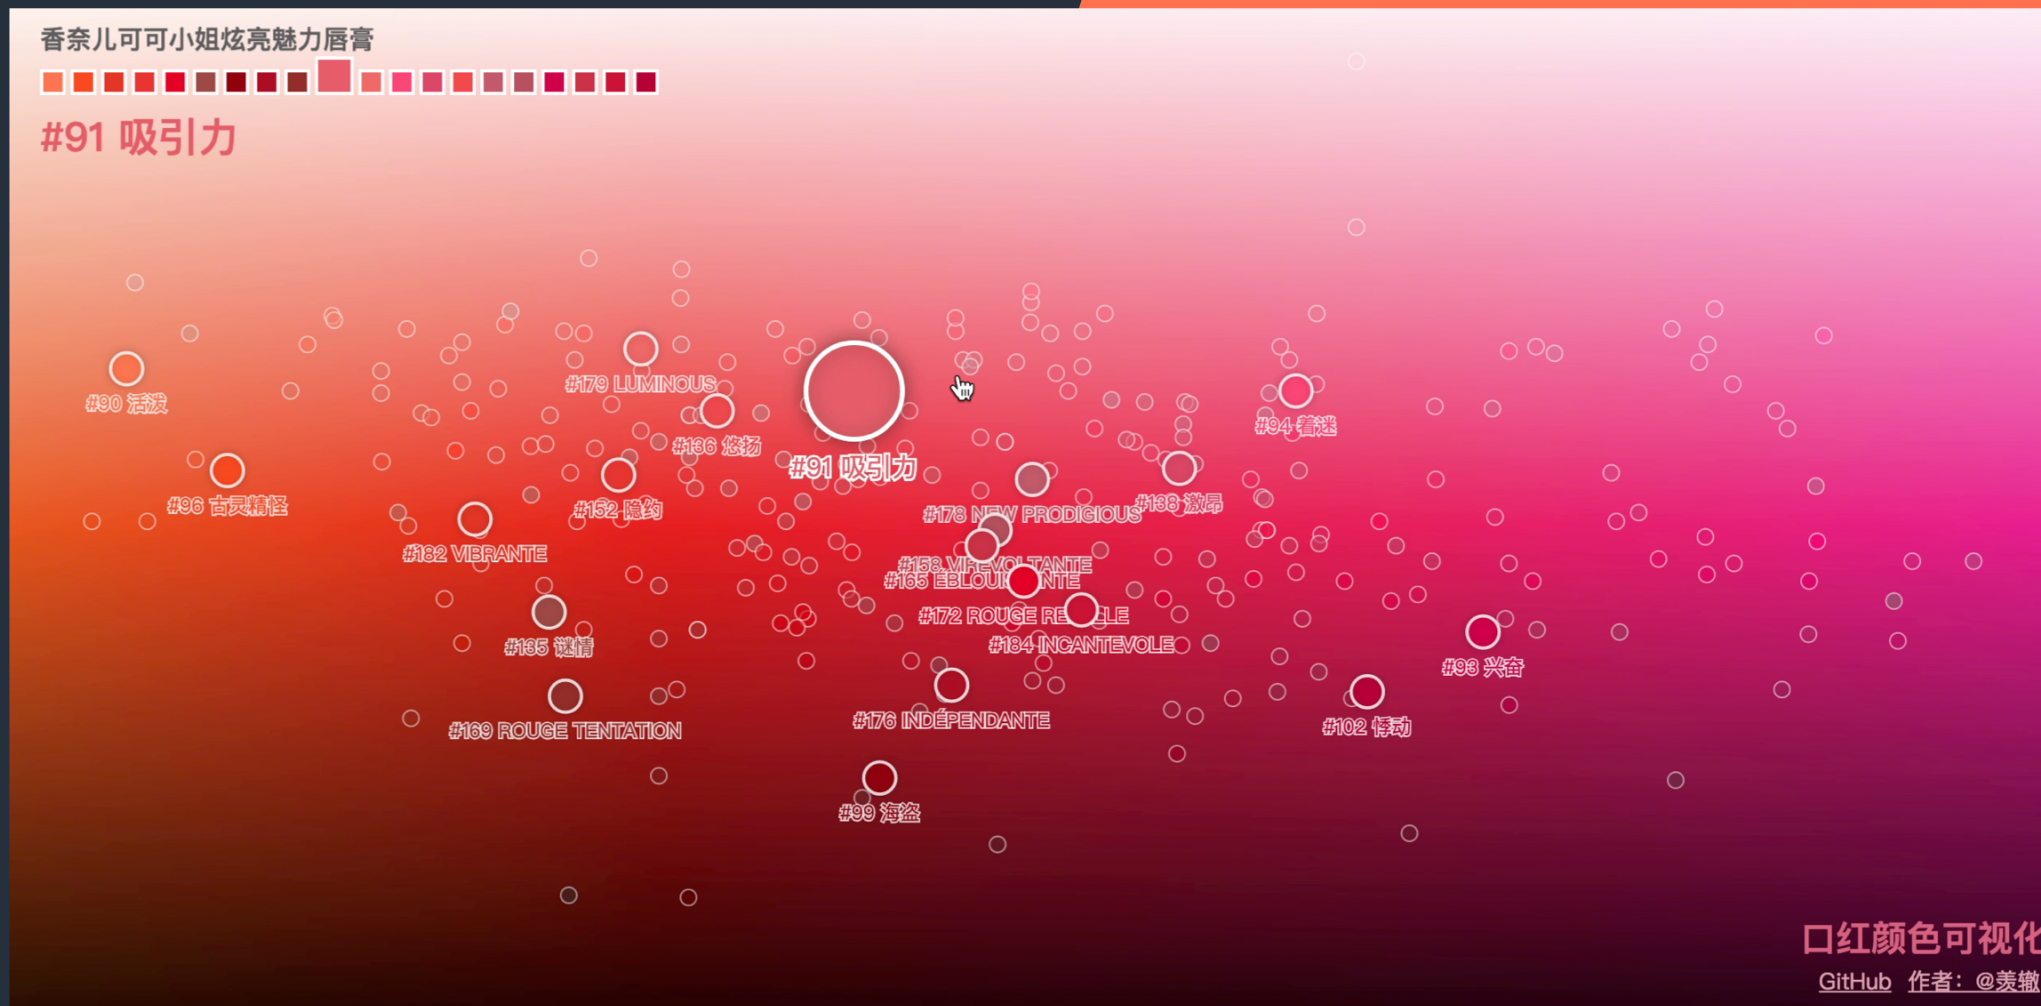 香奈儿可可小姐炫亮魅力唇膏
#91 吸引力
#90 活泼
#179 LUMINOUS
#136 悠扬
#94 着迷
#91 吸引力
#96 古灵精怪
#152 隐约
#138 激昂
#178 NEW PRODIGIOUS
#182 VIBRANTE
#158 VIREVOLTANTE
#165
#172 ROUGE
#184 INCANTEVOLE
#135 谜情
#93 兴奋
#169 ROUGE TENTATION
#176 INDÉPENDANTE
#102 悸动
#99 海盗
口红颜色可视化
GitHub 作者：@羡辙